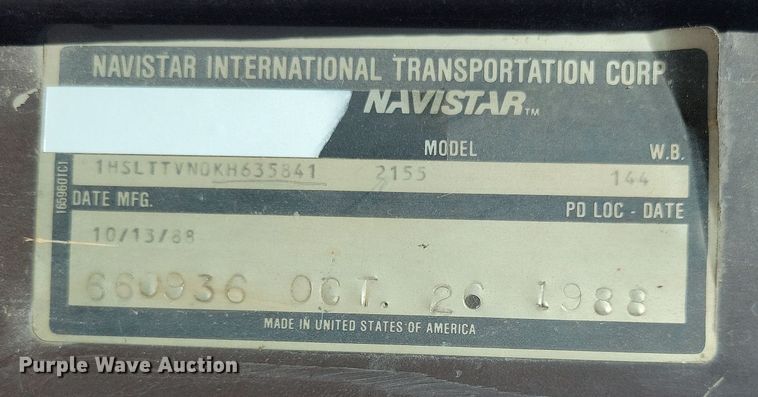 NAVISTAR INTERNATIONAL TRANSPORTATION CORP
NAVISTAR™
MODEL W.B.
1HSLTTVN0KH635841 2155 144
1659601C1
DATE MFG. PD LOC - DATE
10/13/88
660936 OCT. 26 1988
MADE IN UNITED STATES OF AMERICA
Purple Wave Auction